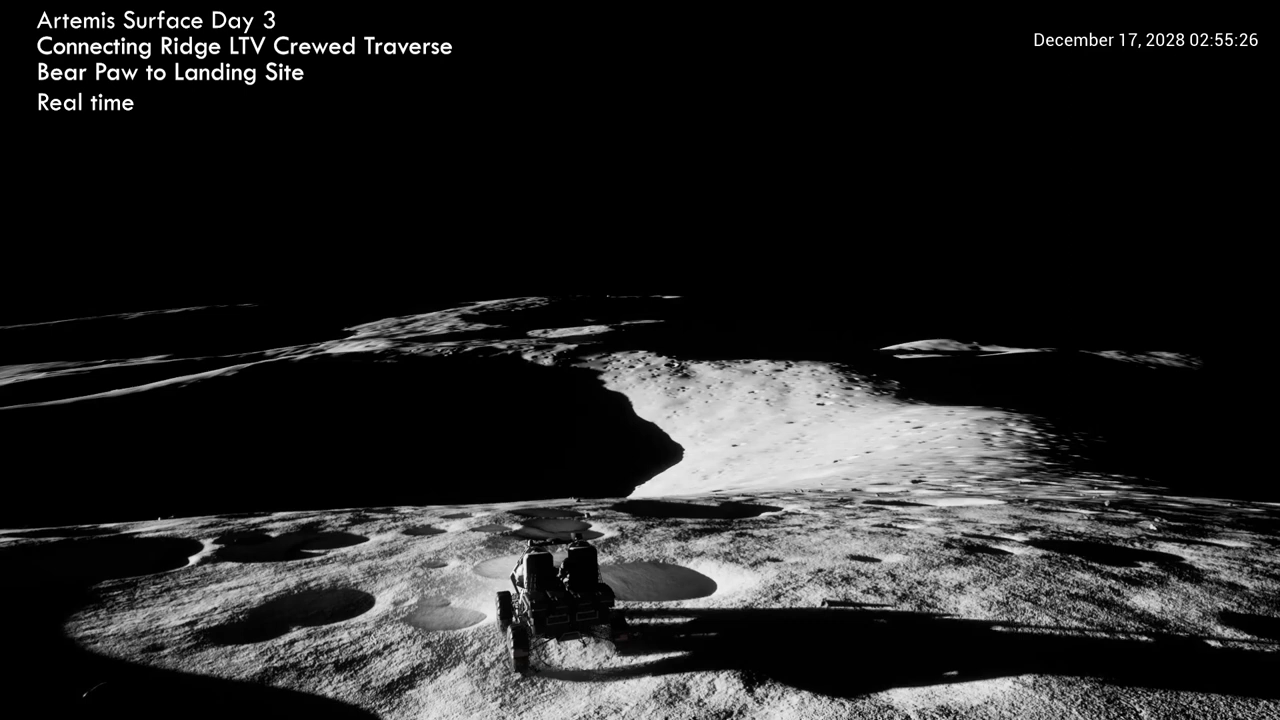 Artemis Surface Day 3
Connecting Ridge LTV Crewed Traverse
Bear Paw to Landing Site
Real time
December 17, 2028 02:55:26